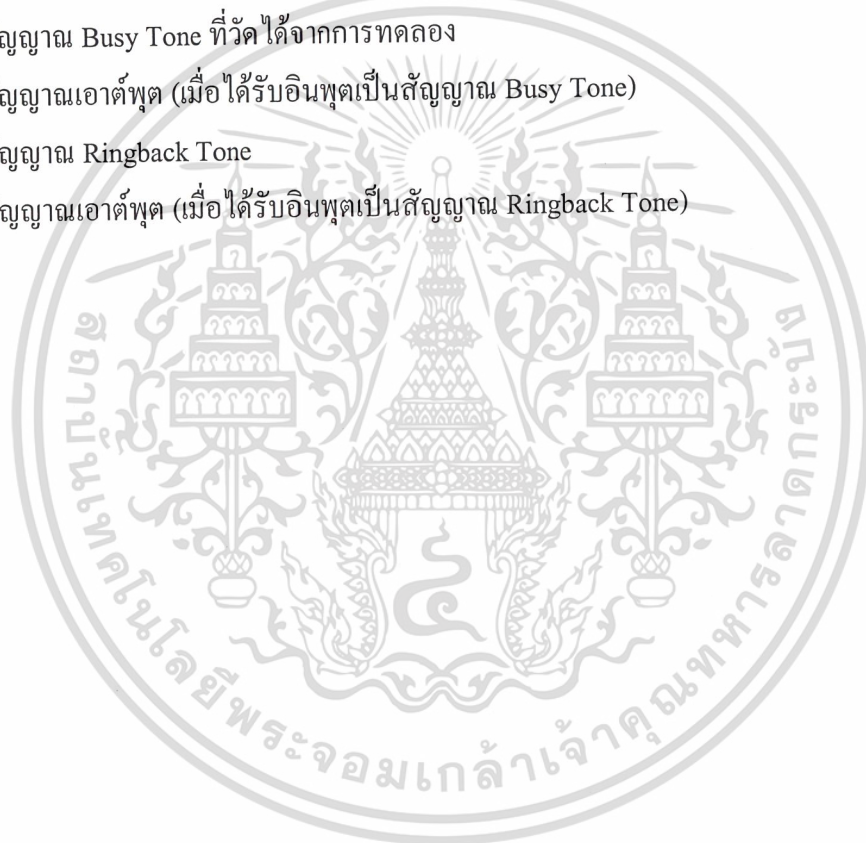 ญญาณ Busy Tone ที่วัดได้จากการทดลอง
ญญาณเอาต์พุต (เมื่อได้รับอินพุตเป็นสัญญาณ Busy Tone)
ญญาณ Ringback Tone
ญญาณเอาต์พุต (เมื่อได้รับอินพุตเป็นสัญญาณ Ringback Tone)
สถาบันเทคโนโลยีพระจอมเกล้าเจ้าคุณทหารลาดกระบัง